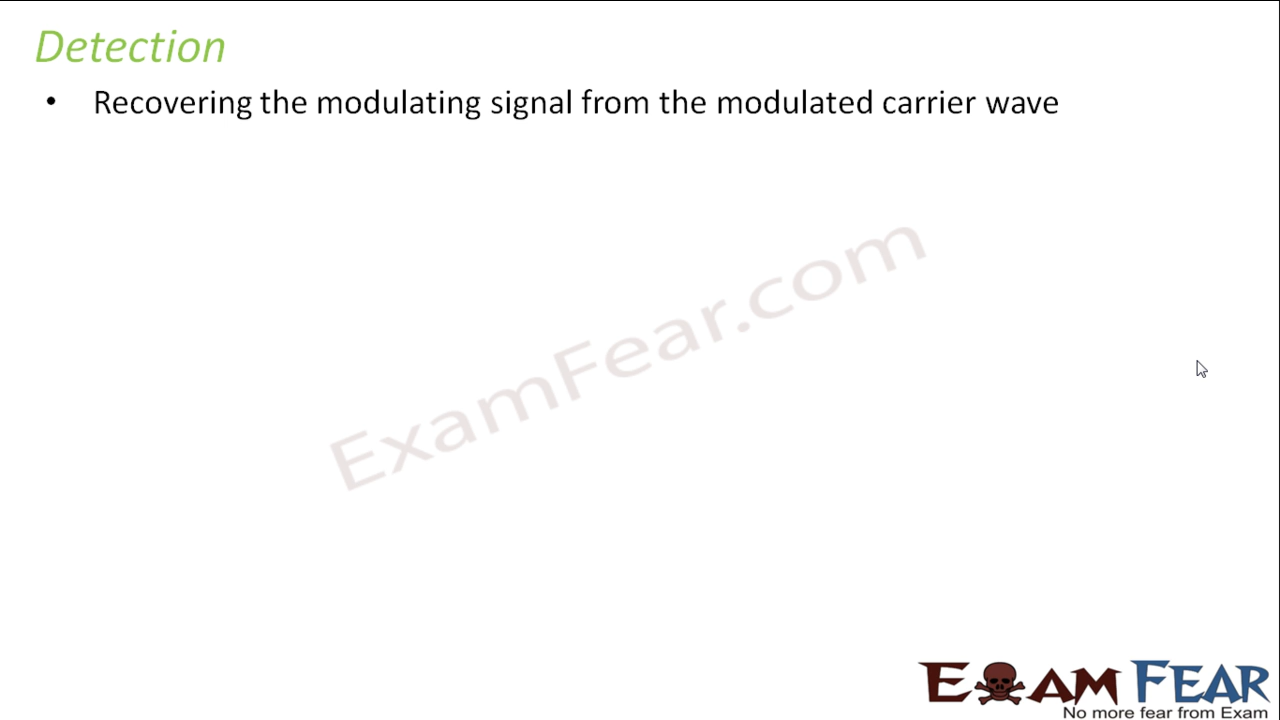 Detection
• Recovering the modulating signal from the modulated carrier wave
ExamFear.com
EXAM FEAR
No more fear from Exam